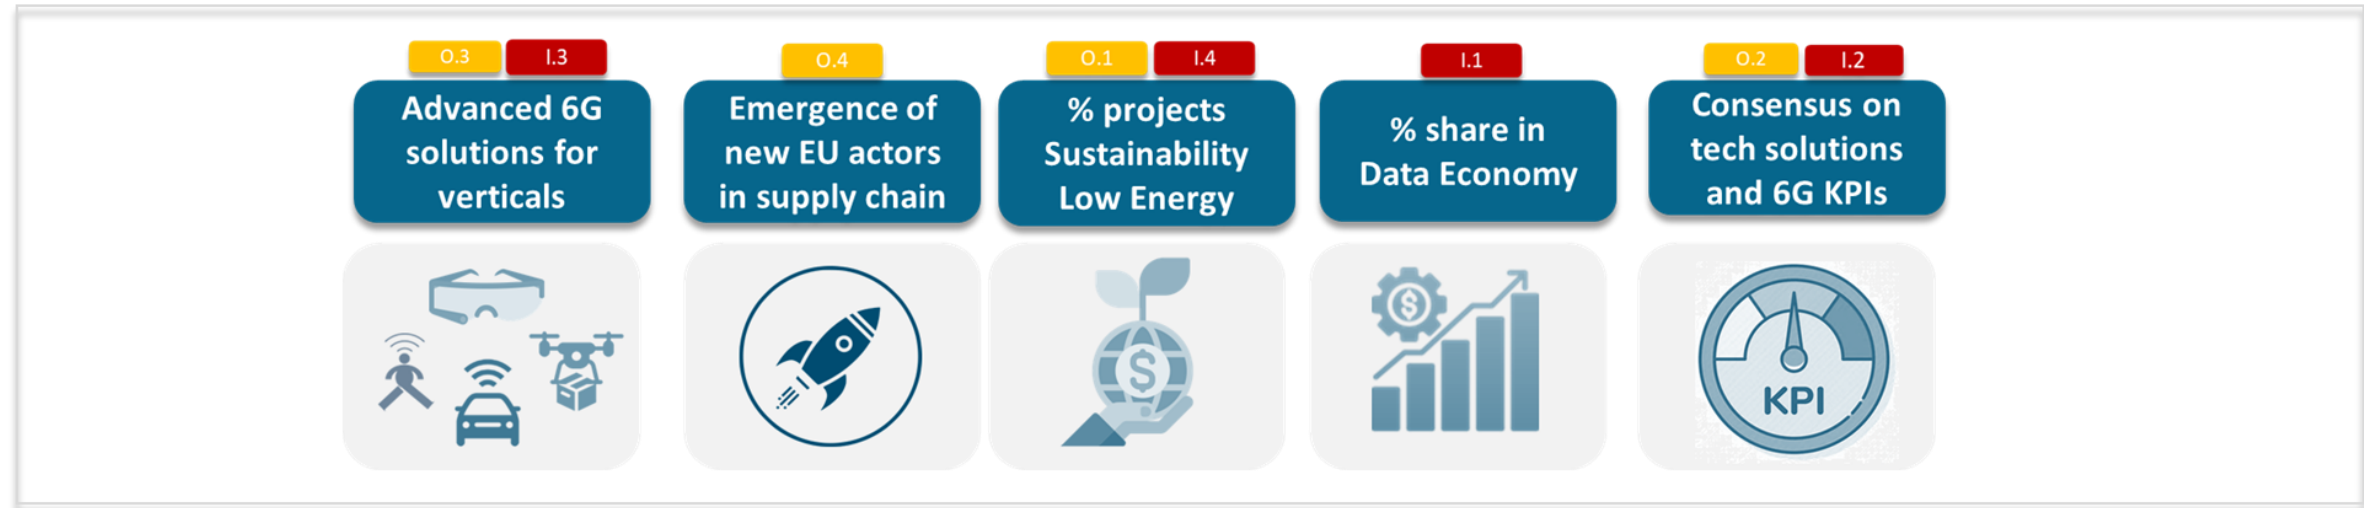 O.3 I.3
Advanced 6G
solutions for
verticals
O.4
Emergence of
new EU actors
in supply chain
O.1 I.4
% projects
Sustainability
Low Energy
I.1
% share in
Data Economy
O.2 I.2
Consensus on
tech solutions
and 6G KPIs
$
$
KPI